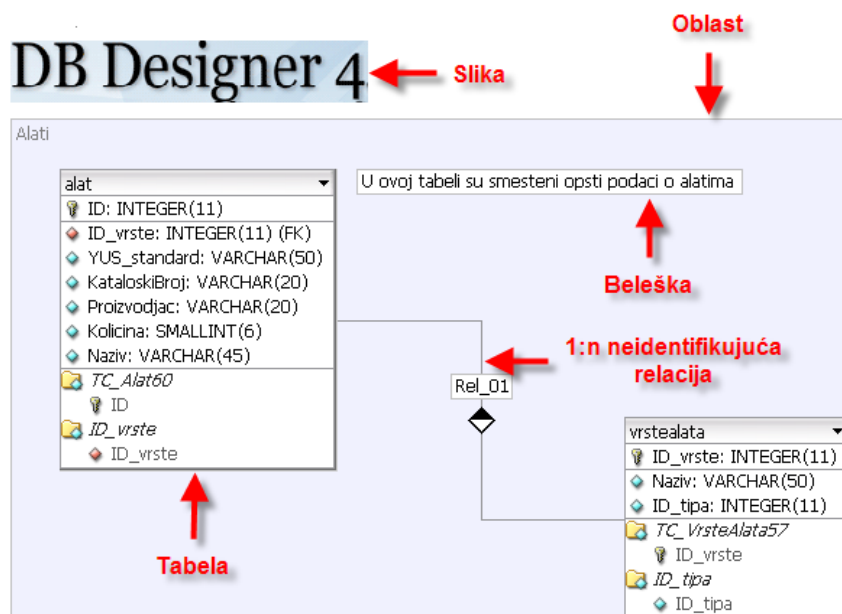 Oblast
DB Designer 4
Slika
Alati
alat
ID: INTEGER(11)
ID_vrste: INTEGER(11) (FK)
YUS_standard: VARCHAR(50)
KataloskiBroj: VARCHAR(20)
Proizvodjac: VARCHAR(20)
Kolicina: SMALLINT(6)
Naziv: VARCHAR(45)
TC_Alat60
ID
ID_vrste
ID_vrste
Tabela
U ovoj tabeli su smesteni opsti podaci o alatima
Beleška
1:n neidentifikujuća
relacija
Rel_01
vrstealata
ID_vrste: INTEGER(11)
Naziv: VARCHAR(50)
ID_tipa: INTEGER(11)
TC_VrsteAlata57
ID_vrste
ID_tipa
ID_tipa